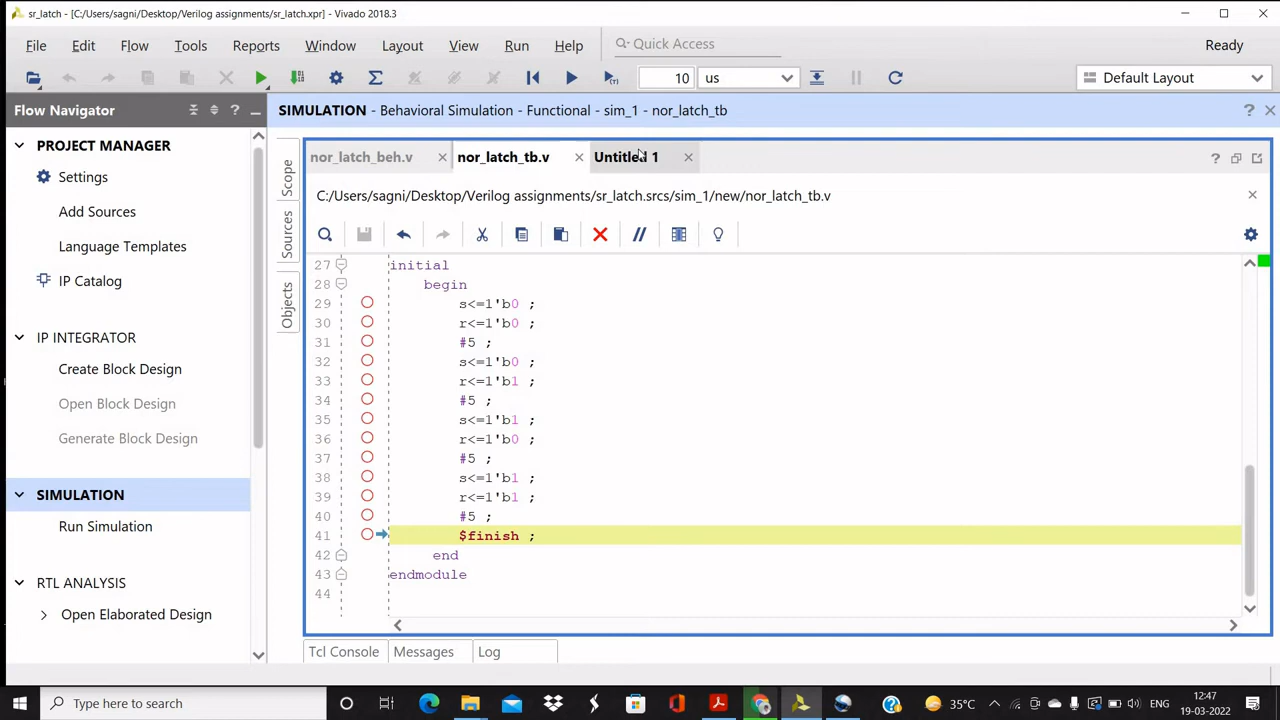 sr_latch - [C:/Users/sagni/Desktop/Verilog assignments/sr_latch.xpr] - Vivado 2018.3
File Edit Flow Tools Reports Window Layout View Run Help Quick Access Ready
10 us Default Layout
Flow Navigator
SIMULATION - Behavioral Simulation - Functional - sim_1 - nor_latch_tb
PROJECT MANAGER
Settings
Add Sources
Language Templates
IP Catalog
IP INTEGRATOR
Create Block Design
Open Block Design
Generate Block Design
SIMULATION
Run Simulation
RTL ANALYSIS
Open Elaborated Design
Scope
Sources
Objects
nor_latch_beh.v nor_latch_tb.v Untitled 1
C:/Users/sagni/Desktop/Verilog assignments/sr_latch.srcs/sim_1/new/nor_latch_tb.v
27 initial
28 begin
29 s<=1'b0 ;
30 r<=1'b0 ;
31 #5 ;
32 s<=1'b0 ;
33 r<=1'b1 ;
34 #5 ;
35 s<=1'b1 ;
36 r<=1'b0 ;
37 #5 ;
38 s<=1'b1 ;
39 r<=1'b1 ;
40 #5 ;
41 $finish ;
42 end
43 endmodule
44
Tcl Console Messages Log
Type here to search
35°C
12:47
19-03-2022